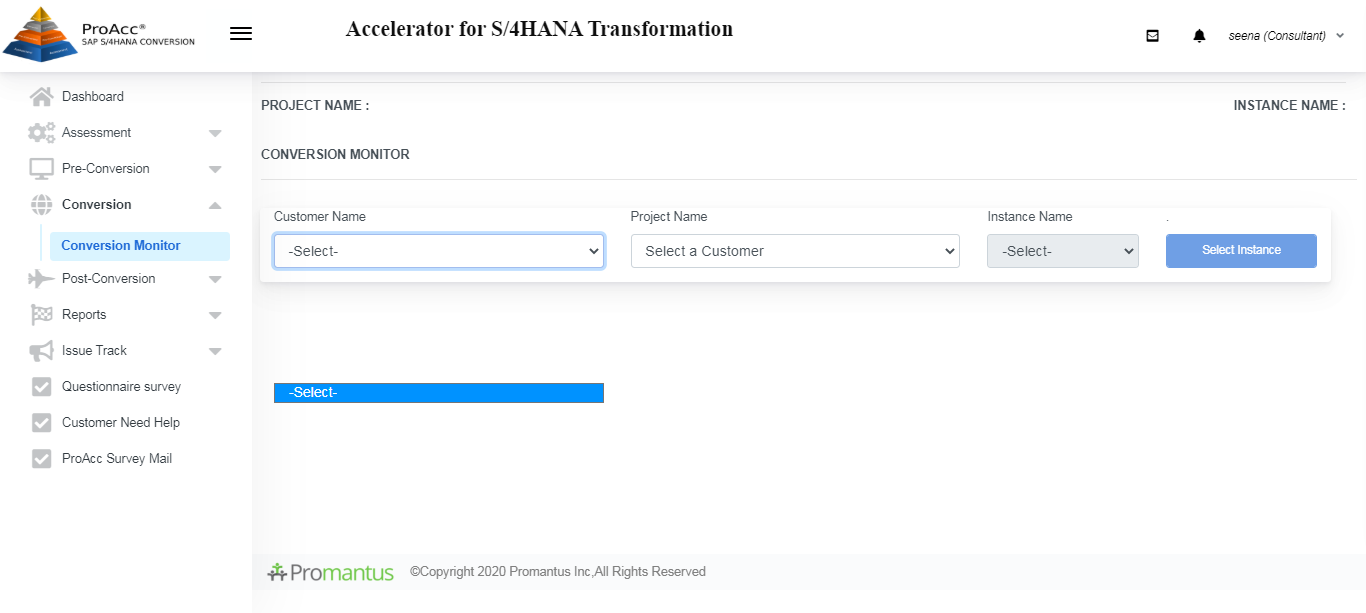 ProAcc®
SAP S/4HANA CONVERSION
Accelerator for S/4HANA Transformation
seena (Consultant)
Dashboard
Assessment
Pre-Conversion
Conversion
Conversion Monitor
Post-Conversion
Reports
Issue Track
Questionnaire survey
Customer Need Help
ProAcc Survey Mail
PROJECT NAME :
INSTANCE NAME :
CONVERSION MONITOR
Customer Name
Project Name
Instance Name
.
-Select-
Select a Customer
-Select-
Select Instance
-Select-
Promantus
©Copyright 2020 Promantus Inc,All Rights Reserved